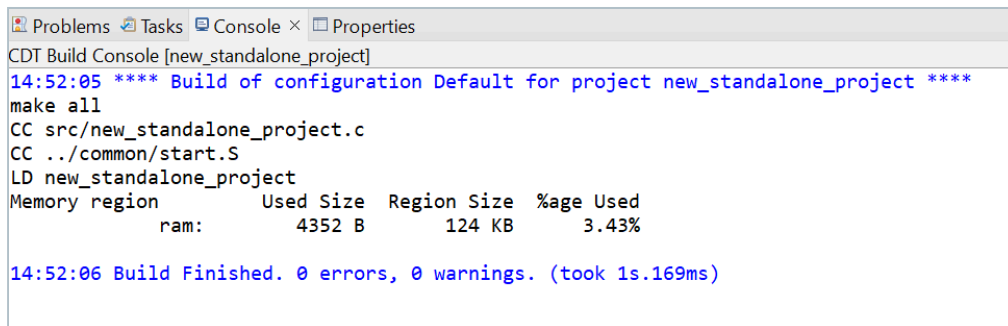 Problems Tasks Console × Properties
CDT Build Console [new_standalone_project]
14:52:05 **** Build of configuration Default for project new_standalone_project ****
make all
CC src/new_standalone_project.c
CC ../common/start.S
LD new_standalone_project
Memory region Used Size Region Size %age Used
ram: 4352 B 124 KB 3.43%
14:52:06 Build Finished. 0 errors, 0 warnings. (took 1s.169ms)